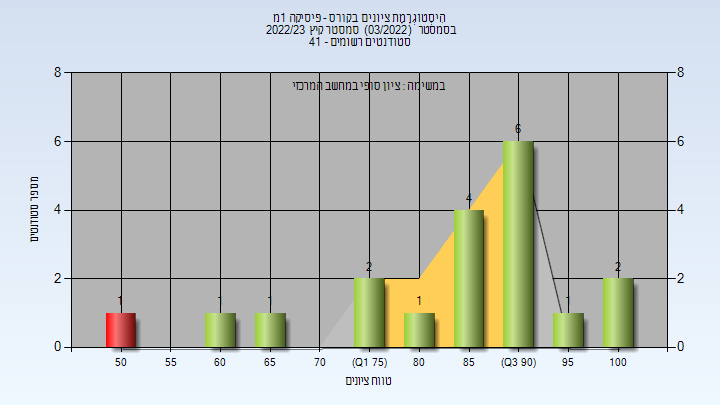 היסטוגרמת ציונים בקורס - פיסיקה 1מ
בסמסטר (03/2022) סמסטר קיץ 2022/23
סטודנטים רשומים - 41
במשימה : ציון סופי במחשב המרכזי
מספר סטודנטים
8 8
6 6
4 4
2 2
0 0
1 1 1 2 1 4 6 1 2
50 55 60 65 70 (Q1 75) 80 85 (Q3 90) 95 100
טווח ציונים